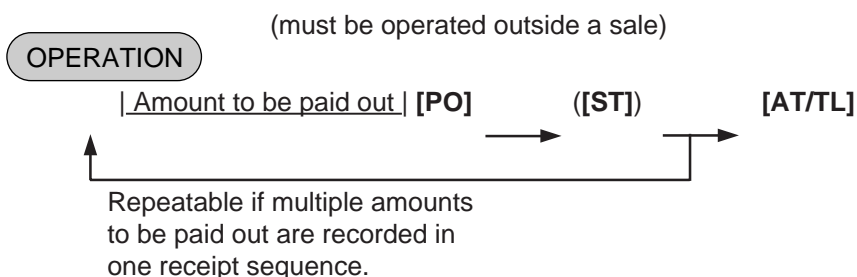 (must be operated outside a sale)
OPERATION
| Amount to be paid out | [PO] ([ST]) [AT/TL]
Repeatable if multiple amounts
to be paid out are recorded in
one receipt sequence.